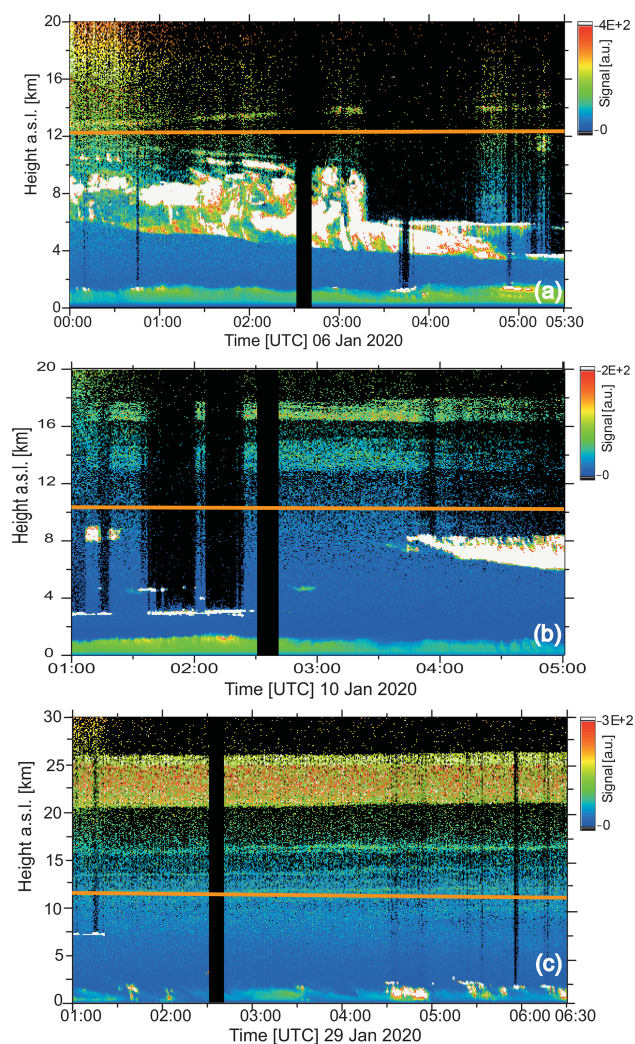 20
16
12
8
4
0
Height a.s.l. [km]
4E+2
0
Signal [a.u.]
(a)
00:00 01:00 02:00 03:00 04:00 05:00 05:30
Time [UTC] 06 Jan 2020
20
16
12
8
4
0
Height a.s.l. [km]
2E+2
0
Signal [a.u.]
(b)
01:00 02:00 03:00 04:00 05:00
Time [UTC] 10 Jan 2020
30
25
20
15
10
7.5
5
2.5
0
Height a.s.l. [km]
3E+2
0
Signal [a.u.]
(c)
01:00 02:00 03:00 04:00 05:00 06:00 06:30
Time [UTC] 29 Jan 2020